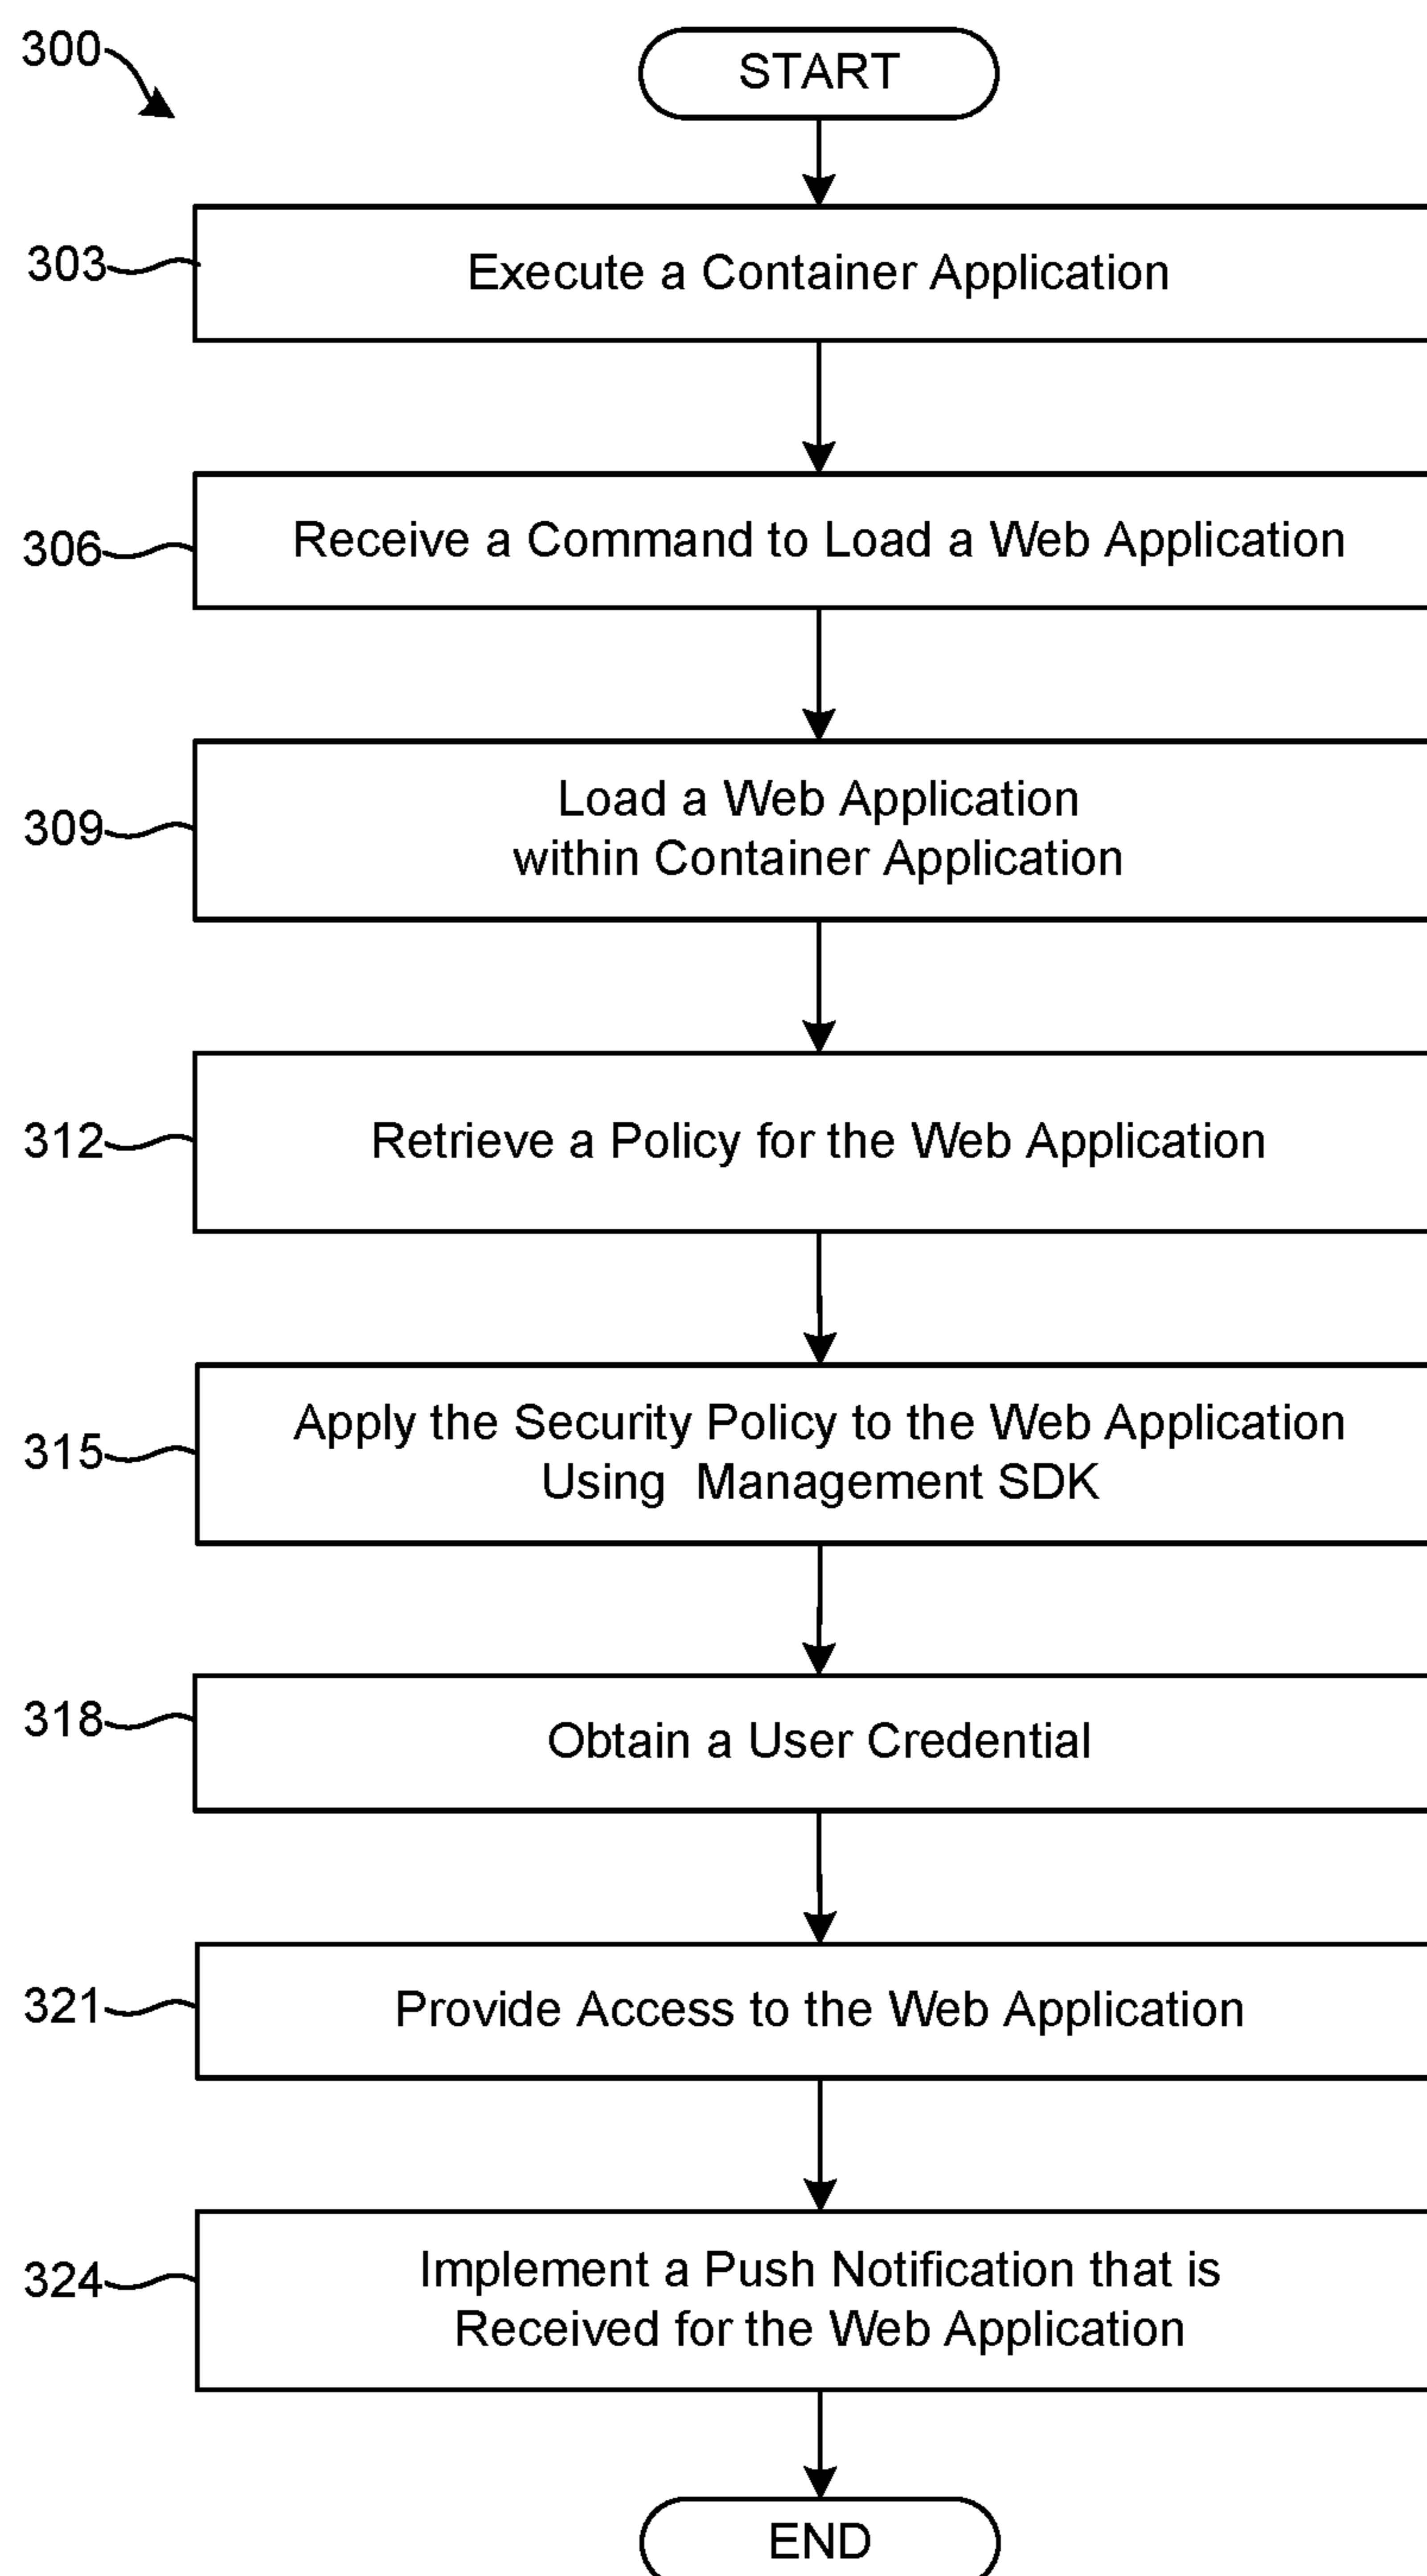 300
START
303
Execute a Container Application
306
Receive a Command to Load a Web Application
309
Load a Web Application
within Container Application
312
Retrieve a Policy for the Web Application
315
Apply the Security Policy to the Web Application
Using Management SDK
318
Obtain a User Credential
321
Provide Access to the Web Application
324
Implement a Push Notification that is
Received for the Web Application
END